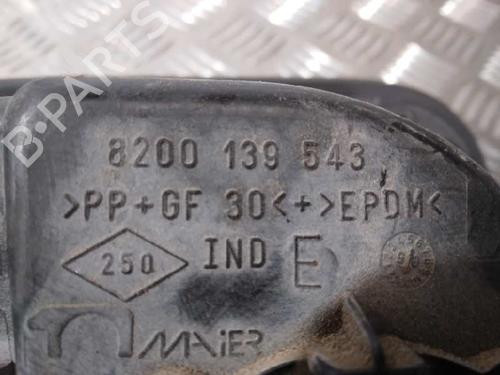 B-PARTS
8200 139 543
>PP+GF 30<+>EPDM<
250 IND E
MAIER